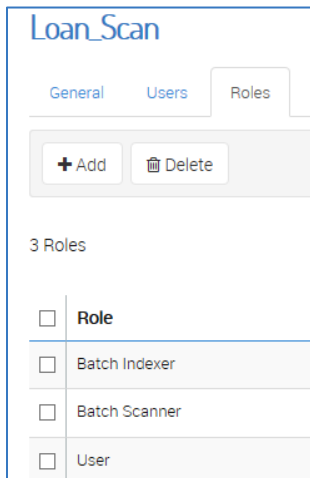 Loan_Scan
General Users Roles
Add Delete
3 Roles
Role
Batch Indexer
Batch Scanner
User